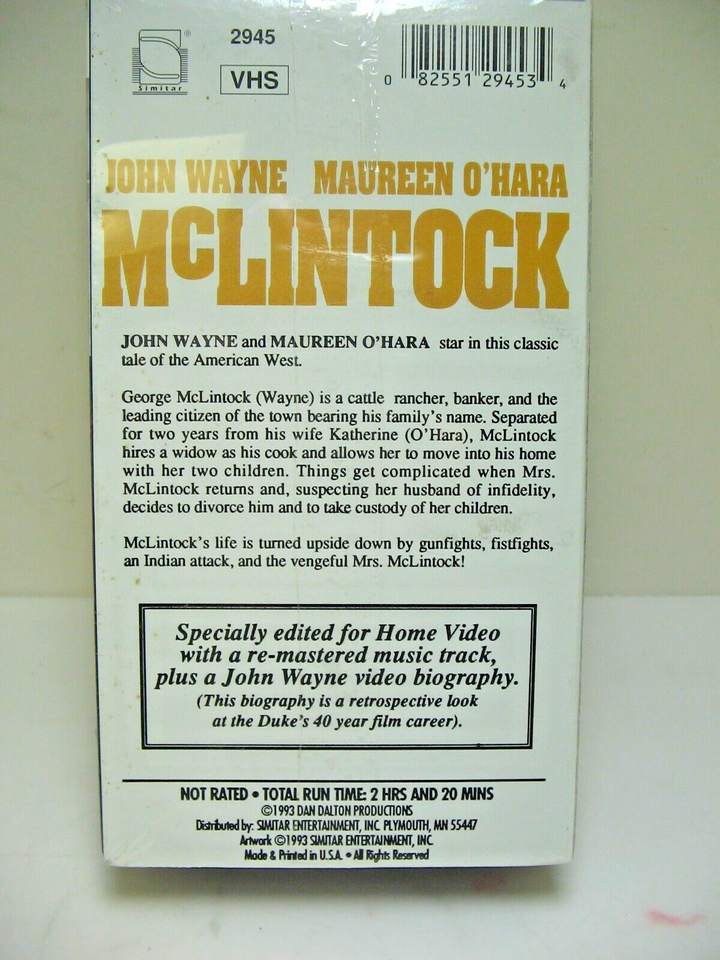 ®
Simitar
2945
VHS
0 82551 29453 4
JOHN WAYNE MAUREEN O'HARA
McLINTOCK
JOHN WAYNE and MAUREEN O'HARA star in this classic
tale of the American West.
George McLintock (Wayne) is a cattle rancher, banker, and the
leading citizen of the town bearing his family's name. Separated
for two years from his wife Katherine (O'Hara), McLintock
hires a widow as his cook and allows her to move into his home
with her two children. Things get complicated when Mrs.
McLintock returns and, suspecting her husband of infidelity,
decides to divorce him and to take custody of her children.
McLintock's life is turned upside down by gunfights, fistfights,
an Indian attack, and the vengeful Mrs. McLintock!
Specially edited for Home Video
with a re-mastered music track,
plus a John Wayne video biography.
(This biography is a retrospective look
at the Duke's 40 year film career).
NOT RATED • TOTAL RUN TIME: 2 HRS AND 20 MINS
©1993 DAN DALTON PRODUCTIONS
Distributed by: SIMITAR ENTERTAINMENT, INC. PLYMOUTH, MN 55447
Artwork ©1993 SIMITAR ENTERTAINMENT, INC.
Made & Printed in U.S.A. • All Rights Reserved